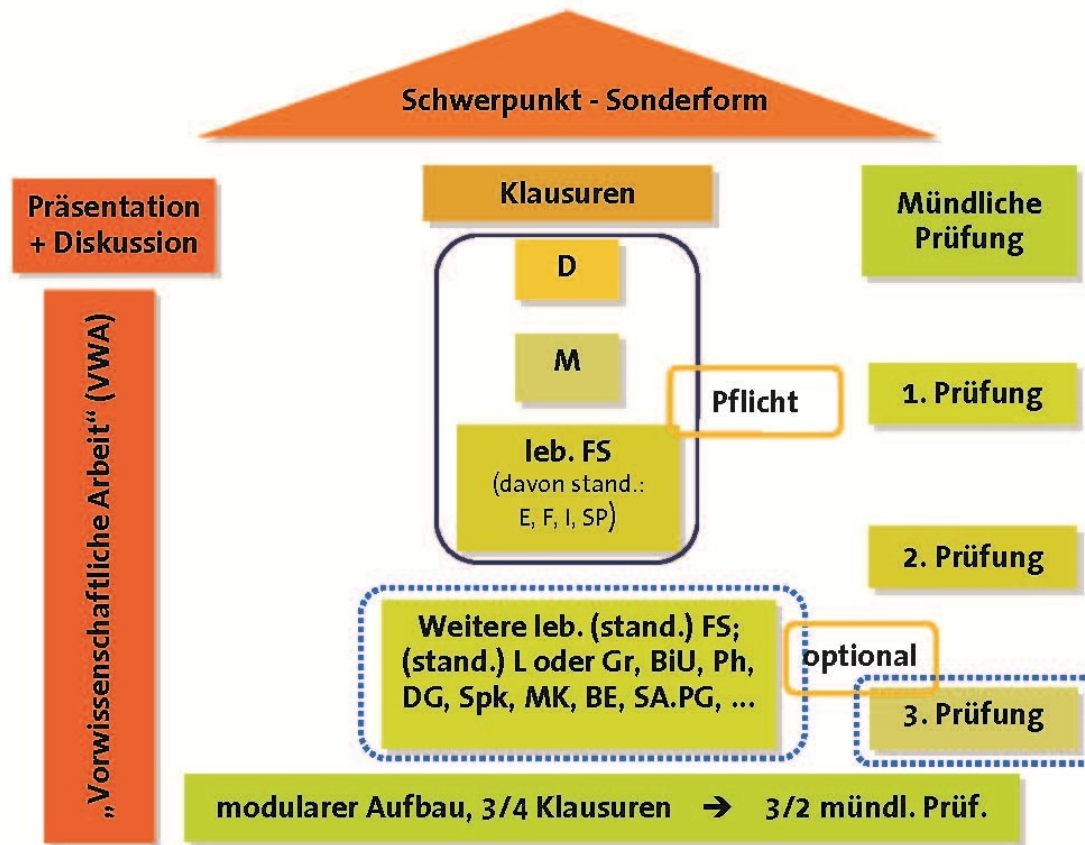 Schwerpunkt - Sonderform
Präsentation
+ Diskussion
„Vorwissenschaftliche Arbeit“ (VWA)
Klausuren
D
M
leb. FS
(davon stand.:
E, F, I, SP)
Pflicht
Weitere leb. (stand.) FS;
(stand.) L oder Gr, BiU, Ph,
DG, Spk, MK, BE, SA.PG, ...
optional
Mündliche
Prüfung
1. Prüfung
2. Prüfung
3. Prüfung
modularer Aufbau, 3/4 Klausuren → 3/2 mündl. Prüf.